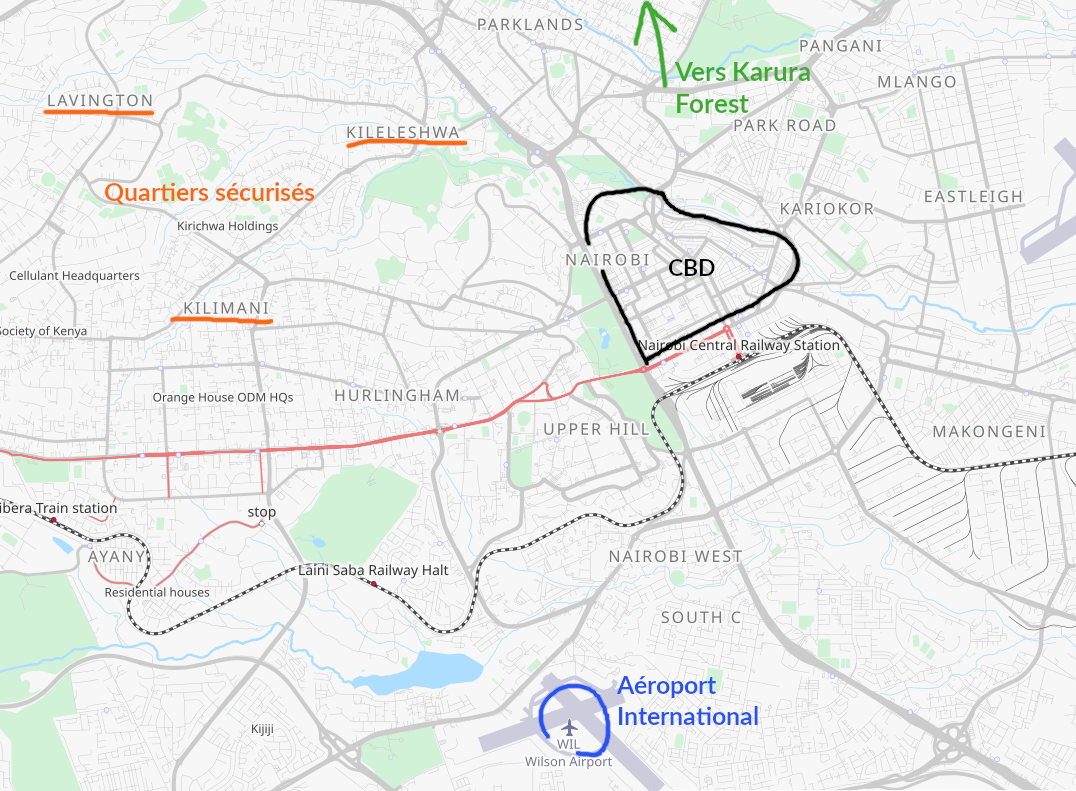 PARKLANDS
PANGANI
Vers Karura
Forest
MLANGO
LAVINGTON
KILELESHWA
PARK ROAD
Quartiers sécurisés
EASTLEIGH
KARIOKOR
Kirichwa Holdings
NAIROBI
CBD
Cellulant Headquarters
KILIMANI
Society of Kenya
Nairobi Central Railway Station
Orange House ODM HQs
HURLINGHAM
UPPER HILL
MAKONGENI
ibera Train station
stop
AYANY
NAIROBI WEST
Laini Saba Railway Halt
Residential houses
SOUTH C
Aéroport
International
Kijiji
WIL
Wilson Airport